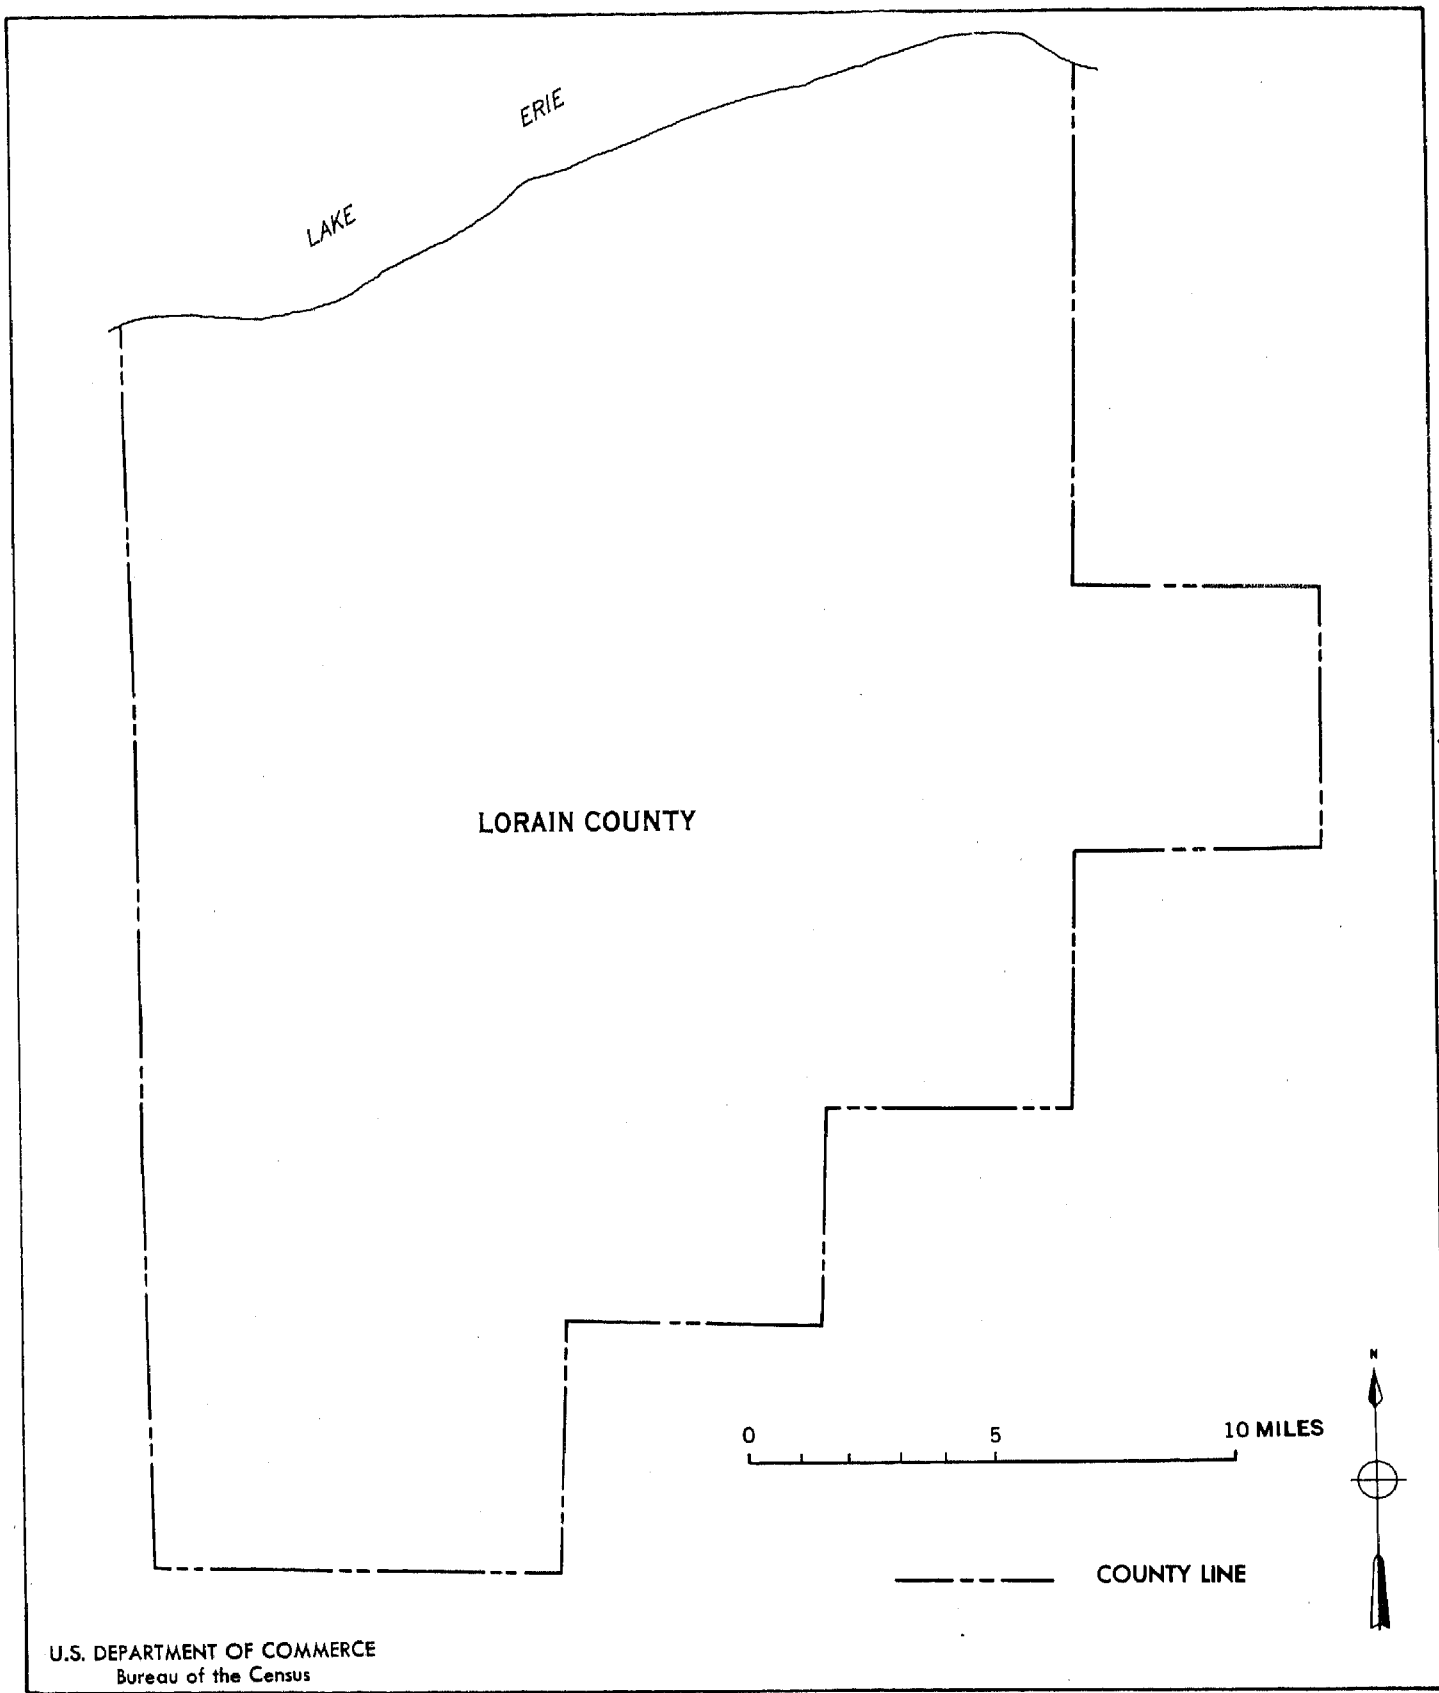 ERIE
LAKE
LORAIN COUNTY
N
0 5 10 MILES
COUNTY LINE
U.S. DEPARTMENT OF COMMERCE
Bureau of the Census